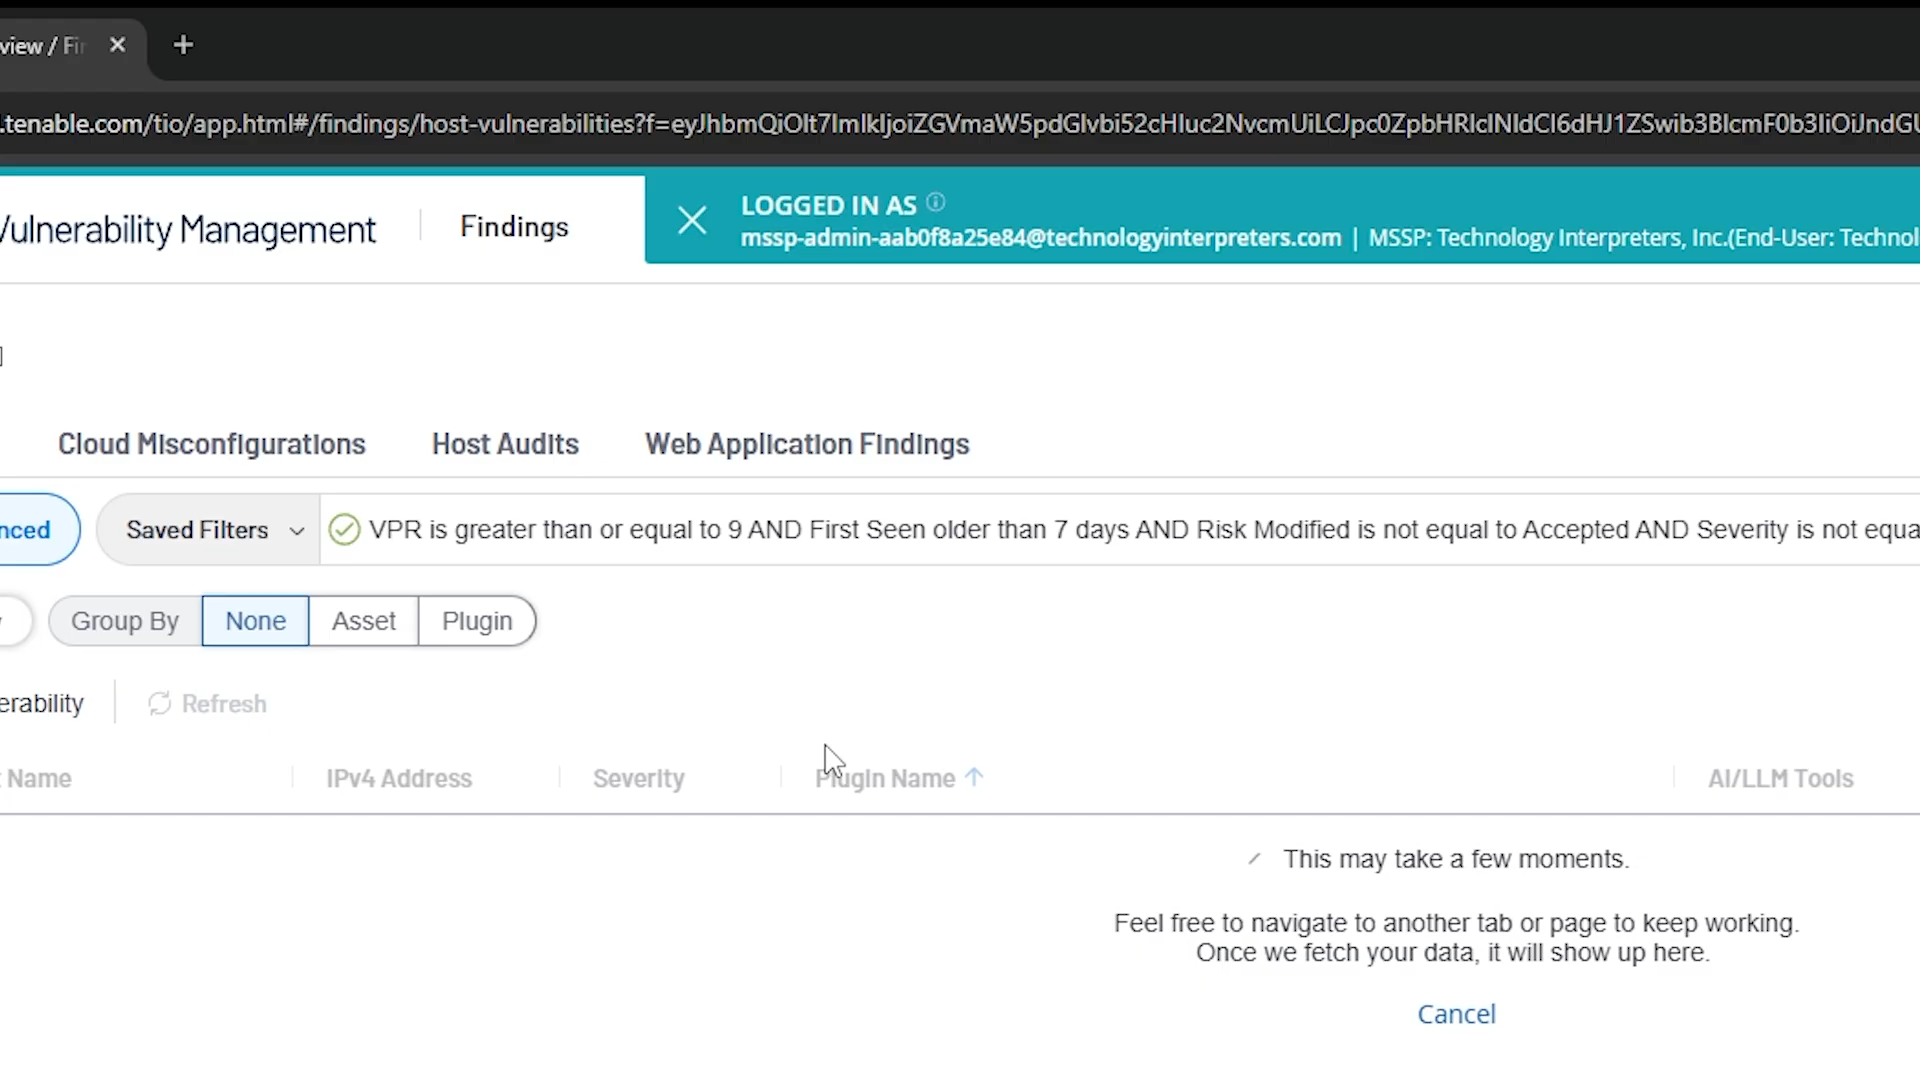 view / Fi
.tenable.com/tio/app.html#/findings/host-vulnerabilities?f=
Vulnerability Management
Findings
LOGGED IN AS
mssp-admin-aab0f8a25e84@technologyinterpreters.com | MSSP: Technology Interpreters, Inc.(End-User: Technol
Cloud Misconfigurations
Host Audits
Web Application Findings
nced
Saved Filters
VPR is greater than or equal to 9 AND First Seen older than 7 days AND Risk Modified is not equal to Accepted AND Severity is not equa
Group By
None
Asset
Plugin
erability
Refresh
Name
IPv4 Address
Severity
Plugin Name
AI/LLM Tools
This may take a few moments.
Feel free to navigate to another tab or page to keep working.
Once we fetch your data, it will show up here.
Cancel